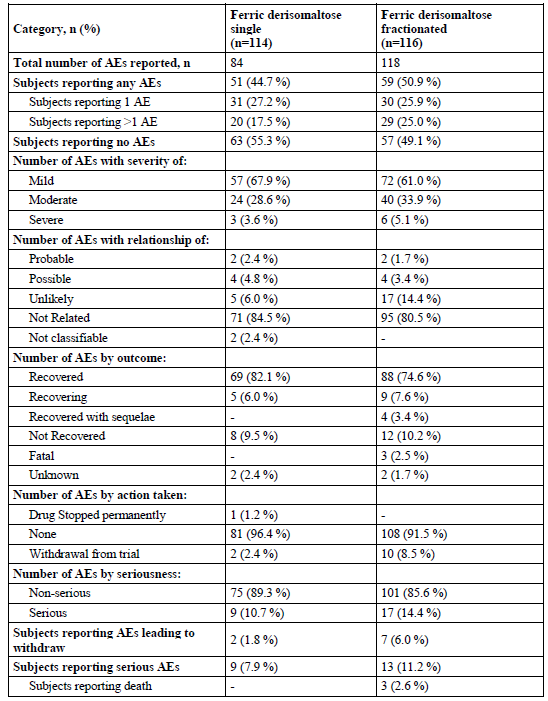 Category, n (%) Ferric derisomaltose single (n=114) Ferric derisomaltose fractionated (n=116)
Total number of AEs reported, n 84 118
Subjects reporting any AEs 51 (44.7 %) 59 (50.9 %)
Subjects reporting 1 AE 31 (27.2 %) 30 (25.9 %)
Subjects reporting >1 AE 20 (17.5 %) 29 (25.0 %)
Subjects reporting no AEs 63 (55.3 %) 57 (49.1 %)
Number of AEs with severity of:
Mild 57 (67.9 %) 72 (61.0 %)
Moderate 24 (28.6 %) 40 (33.9 %)
Severe 3 (3.6 %) 6 (5.1 %)
Number of AEs with relationship of:
Probable 2 (2.4 %) 2 (1.7 %)
Possible 4 (4.8 %) 4 (3.4 %)
Unlikely 5 (6.0 %) 17 (14.4 %)
Not Related 71 (84.5 %) 95 (80.5 %)
Not classifiable 2 (2.4 %) -
Number of AEs by outcome:
Recovered 69 (82.1 %) 88 (74.6 %)
Recovering 5 (6.0 %) 9 (7.6 %)
Recovered with sequelae - 4 (3.4 %)
Not Recovered 8 (9.5 %) 12 (10.2 %)
Fatal - 3 (2.5 %)
Unknown 2 (2.4 %) 2 (1.7 %)
Number of AEs by action taken:
Drug Stopped permanently 1 (1.2 %) -
None 81 (96.4 %) 108 (91.5 %)
Withdrawal from trial 2 (2.4 %) 10 (8.5 %)
Number of AEs by seriousness:
Non-serious 75 (89.3 %) 101 (85.6 %)
Serious 9 (10.7 %) 17 (14.4 %)
Subjects reporting AEs leading to withdraw 2 (1.8 %) 7 (6.0 %)
Subjects reporting serious AEs 9 (7.9 %) 13 (11.2 %)
Subjects reporting death - 3 (2.6 %)